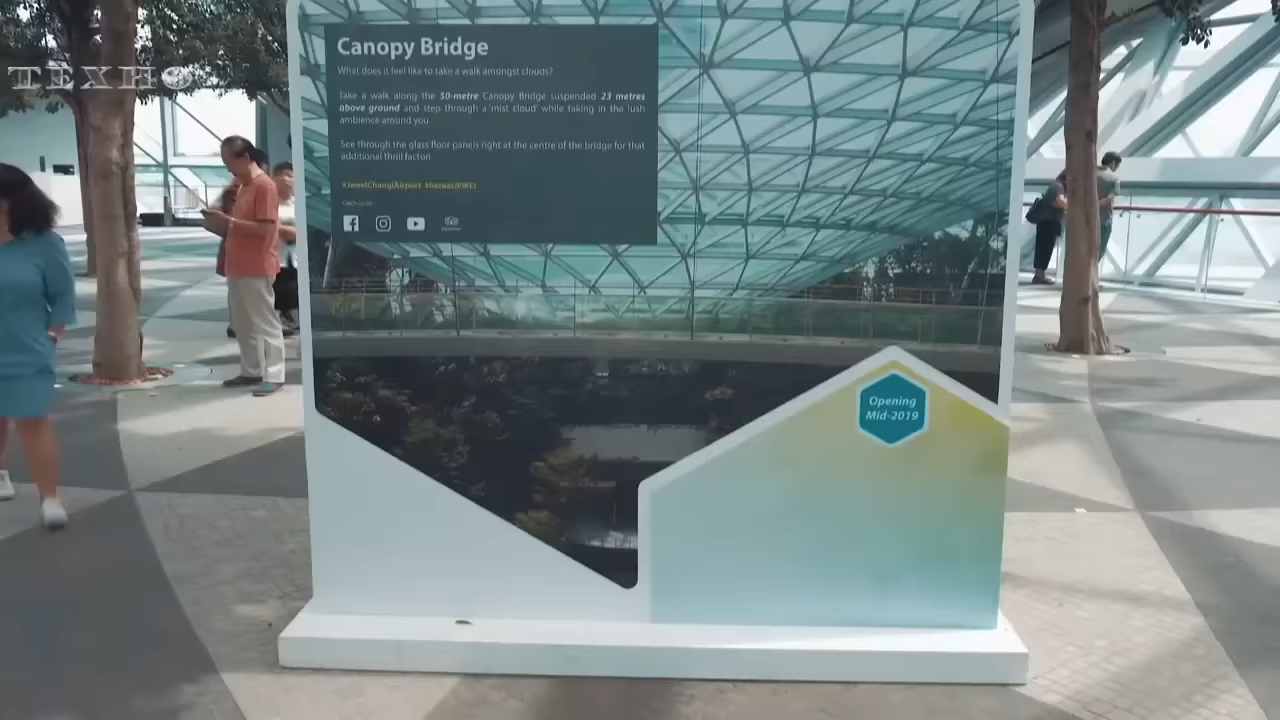 ТЕХНО
Canopy Bridge
What does it feel like to take a walk amongst clouds?
Take a walk along the 50-metre Canopy Bridge suspended 23 metres
above ground and step through a 'mist cloud' while taking in the lush
ambience around you.
See through the glass floor panels right at the centre of the bridge for that
additional thrill factor!
#JewelChangiAirport
Opening
Mid-2019